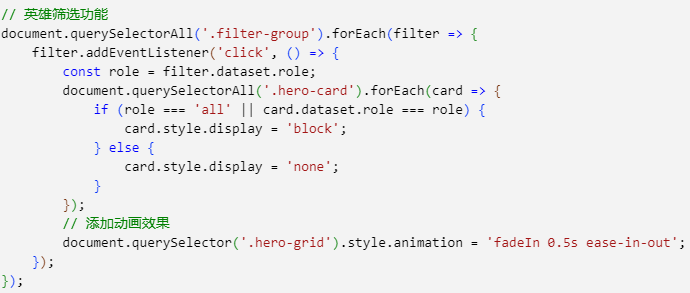 // 英雄筛选功能
document.querySelectorAll('.filter-group').forEach(filter => {
    filter.addEventListener('click', () => {
        const role = filter.dataset.role;
        document.querySelectorAll('.hero-card').forEach(card => {
            if (role === 'all' || card.dataset.role === role) {
                card.style.display = 'block';
            } else {
                card.style.display = 'none';
            }
        });
        // 添加动画效果
        document.querySelector('.hero-grid').style.animation = 'fadeIn 0.5s ease-in-out';
    });
});